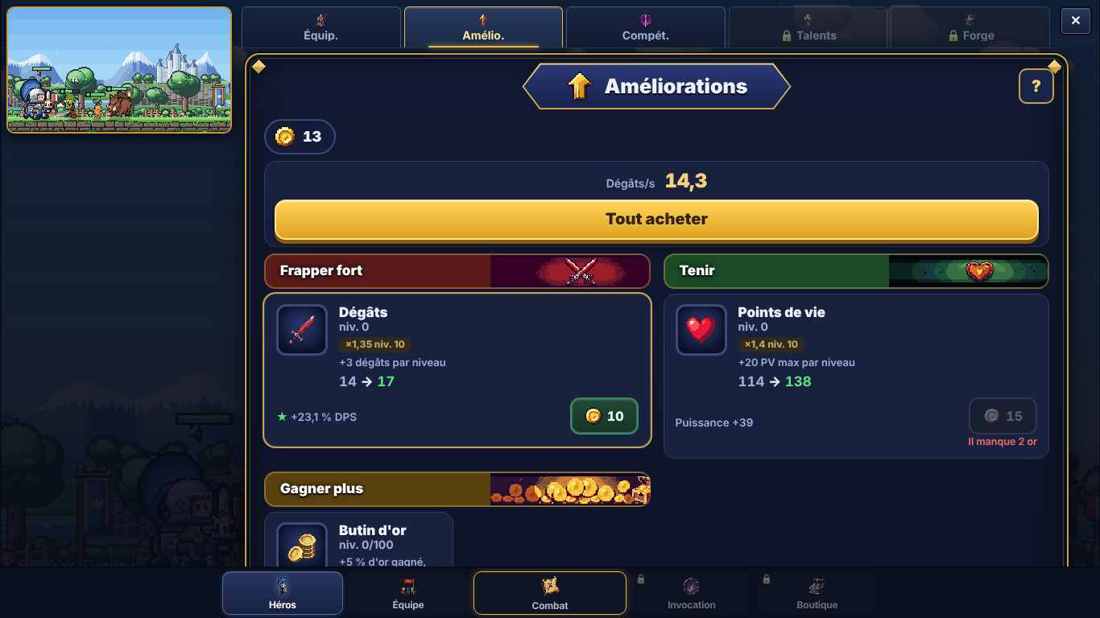 Équip.
Amélio.
Compét.
Talents
Forge
Améliorations
?
13
Dégâts/s 14,3
Tout acheter
Frapper fort
Tenir
Dégâts
niv. 0
×1,35 niv. 10
+3 dégâts par niveau
14 → 17
★ +23,1 % DPS
10
Points de vie
niv. 0
×1,4 niv. 10
+20 PV max par niveau
114 → 138
Puissance +39
15
Il manque 2 or
Gagner plus
Butin d'or
niv. 0/100
+5 % d'or gagné,
Héros
Équipe
Combat
Invocation
Boutique